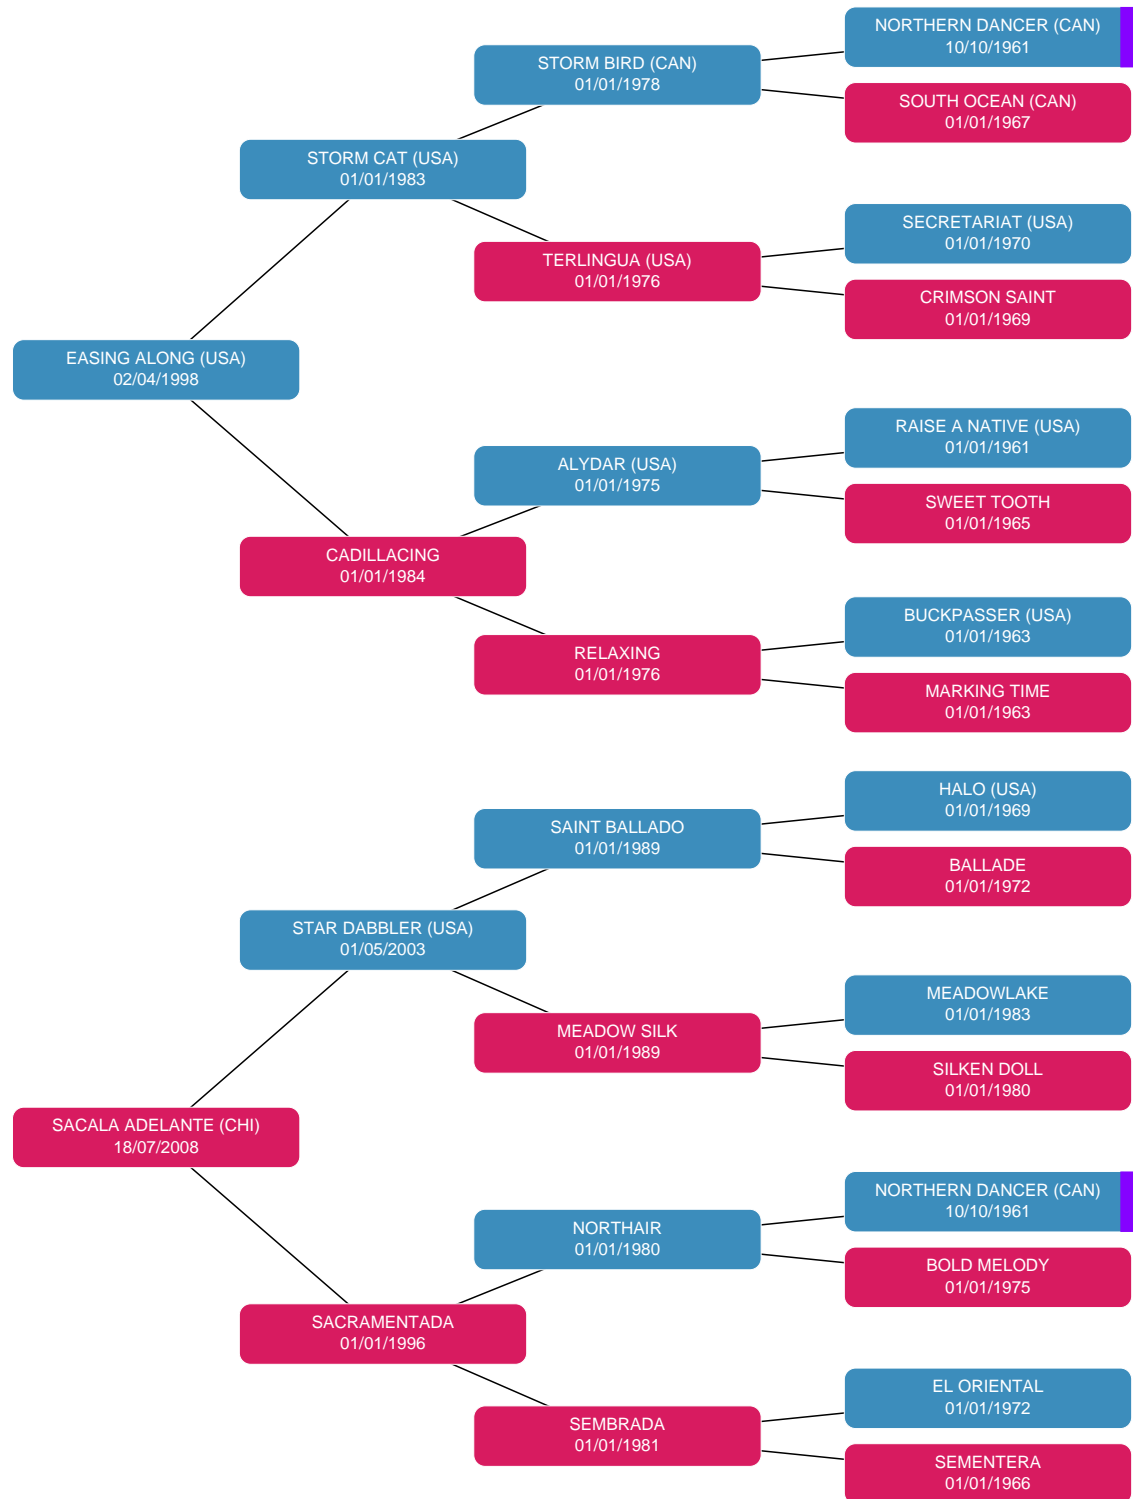 NORTHERN DANCER (CAN)
10/10/1961
STORM BIRD (CAN)
01/01/1978
SOUTH OCEAN (CAN)
01/01/1967
STORM CAT (USA)
01/01/1983
SECRETARIAT (USA)
01/01/1970
TERLINGUA (USA)
01/01/1976
CRIMSON SAINT
01/01/1969
EASING ALONG (USA)
02/04/1998
RAISE A NATIVE (USA)
01/01/1961
ALYDAR (USA)
01/01/1975
SWEET TOOTH
01/01/1965
CADILLACING
01/01/1984
BUCKPASSER (USA)
01/01/1963
RELAXING
01/01/1976
MARKING TIME
01/01/1963
HALO (USA)
01/01/1969
SAINT BALLADO
01/01/1989
BALLADE
01/01/1972
STAR DABBLER (USA)
01/05/2003
MEADOWLAKE
01/01/1983
MEADOW SILK
01/01/1989
SILKEN DOLL
01/01/1980
SACALA ADELANTE (CHI)
18/07/2008
NORTHERN DANCER (CAN)
10/10/1961
NORTHAIR
01/01/1980
BOLD MELODY
01/01/1975
SACRAMENTADA
01/01/1996
EL ORIENTAL
01/01/1972
SEMBRADA
01/01/1981
SEMENTERA
01/01/1966